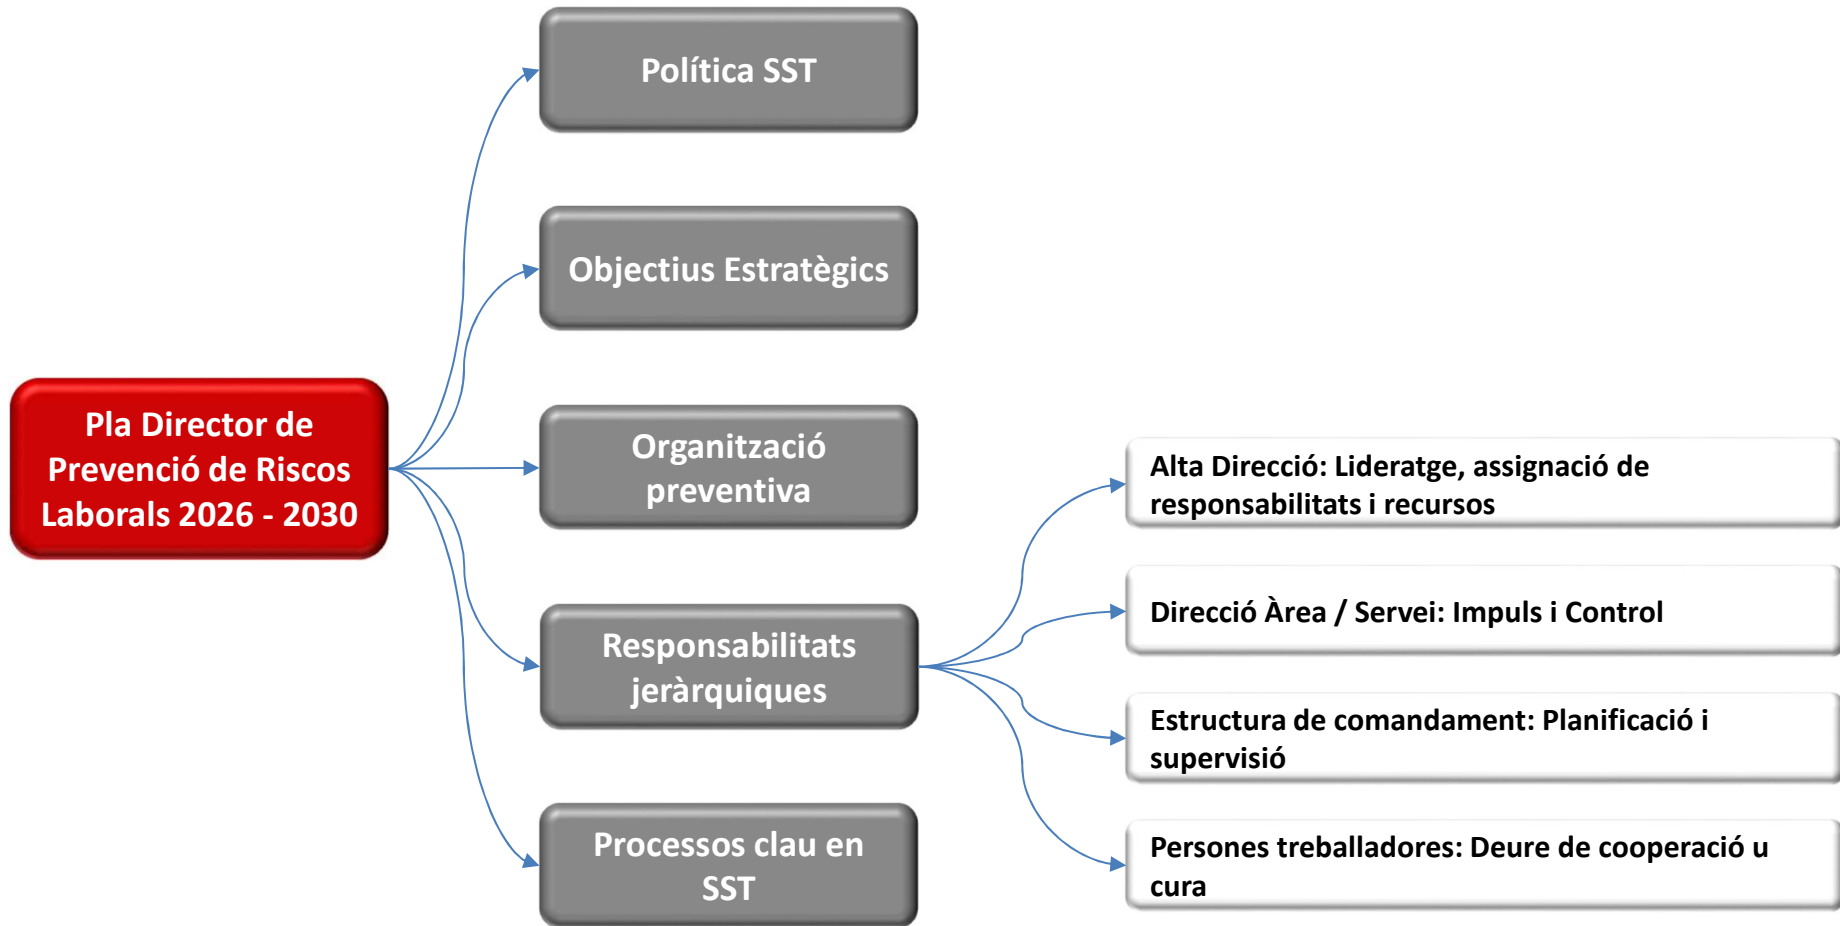 Política SST
Objectius Estratègics
Pla Director de
Prevenció de Riscos
Laborals 2026 - 2030
Organització
preventiva
Responsabilitats
jeràrquiques
Processos clau en
SST
Alta Direcció: Lideratge, assignació de
responsabilitats i recursos
Direcció Àrea / Servei: Impuls i Control
Estructura de comandament: Planificació i
supervisió
Persones treballadores: Deure de cooperació u
cura